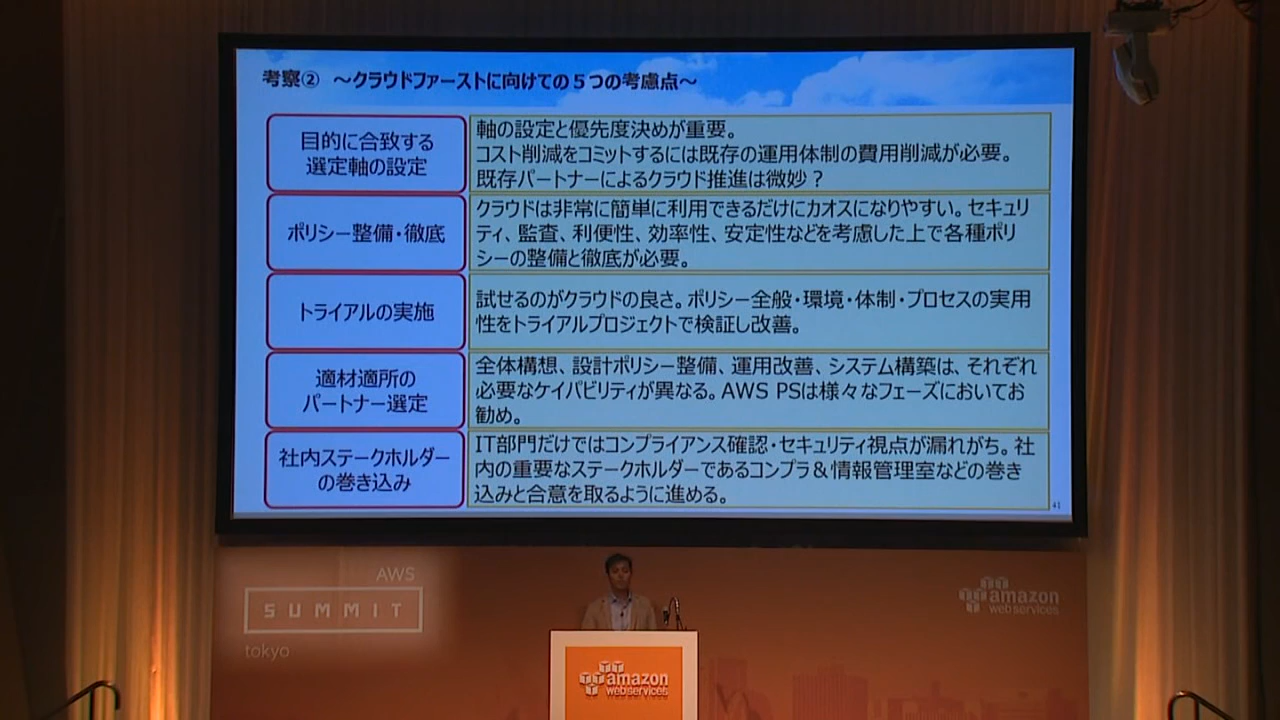 考察② ～クラウドファーストに向けての５つの考慮点～
目的に合致する
選定軸の設定
軸の設定と優先度決めが重要。
コスト削減をコミットするには既存の運用体制の費用削減が必要。
既存パートナーによるクラウド推進は微妙？
ポリシー整備・徹底
クラウドは非常に簡単に利用できるだけにカオスになりやすい。セキュリ
ティ、監査、利便性、効率性、安定性などを考慮した上で各種ポリ
シーの整備と徹底が必要。
トライアルの実施
試せるのがクラウドの良さ。ポリシー全般・環境・体制・プロセスの実用
性をトライアルプロジェクトで検証し改善。
適材適所の
パートナー選定
全体構想、設計ポリシー整備、運用改善、システム構築は、それぞれ
必要なケイパビリティが異なる。AWS PSは様々なフェーズにおいてお
勧め。
社内ステークホルダー
の巻き込み
IT部門だけではコンプライアンス確認・セキュリティ視点が漏れがち。社
内の重要なステークホルダーであるコンプラ＆情報管理室などの巻き
込みと合意を取るように進める。
41
AWS
SUMMIT
tokyo
amazon
web services
amazon
web services